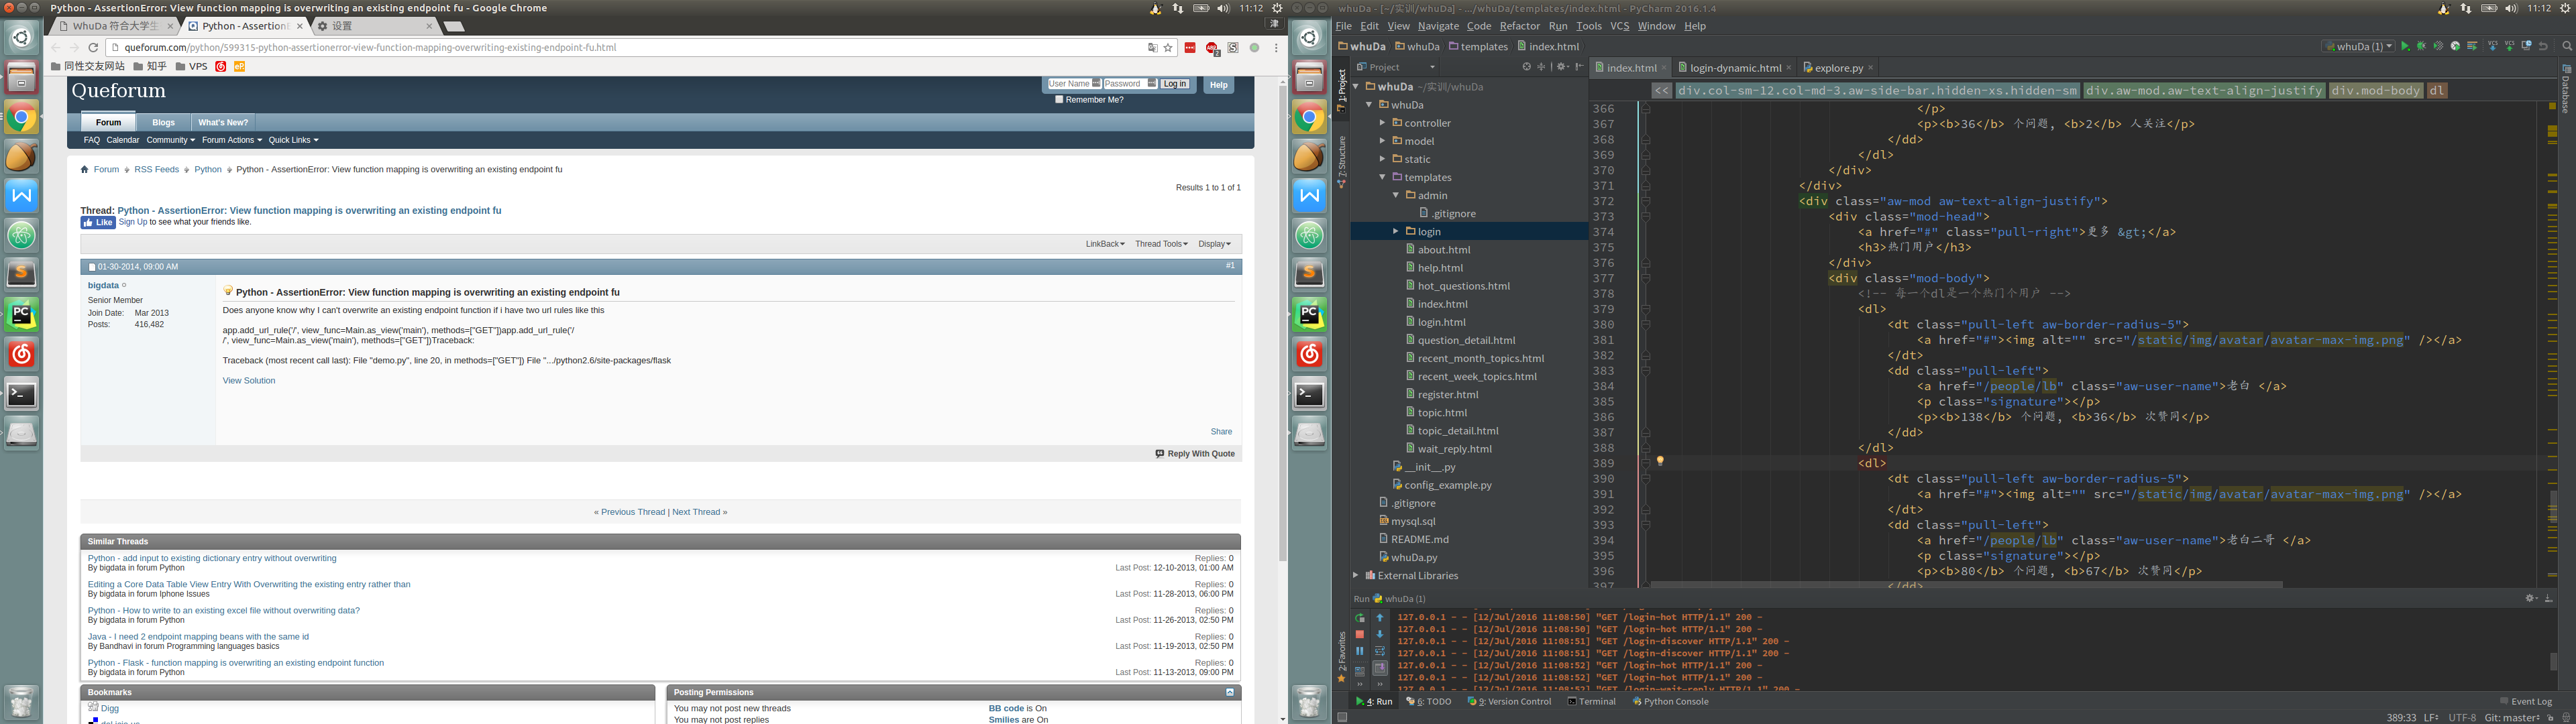 Python - AssertionError: View function mapping is overwriting an existing endpoint fu - Google Chrome
11:12
WhuDa 符合大学生
Python - AssertionE
设置
queforum.com/python/599315-python-assertionerror-view-function-mapping-overwriting-existing-endpoint-fu.html
同性交友网站
知乎
VPS
Queforum
User Name
Password
Log in
Help
Remember Me?
Forum
Blogs
What's New?
FAQ Calendar Community Forum Actions Quick Links
Forum RSS Feeds Python Python - AssertionError: View function mapping is overwriting an existing endpoint fu
Results 1 to 1 of 1
Thread: Python - AssertionError: View function mapping is overwriting an existing endpoint fu
Like Sign Up to see what your friends like.
LinkBack Thread Tools Display
01-30-2014, 09:00 AM
#1
bigdata
Senior Member
Join Date: Mar 2013
Posts: 416,482
Python - AssertionError: View function mapping is overwriting an existing endpoint fu
Does anyone know why I can't overwrite an existing endpoint function if i have two url rules like this
app.add_url_rule('/', view_func=Main.as_view('main'), methods=["GET"])app.add_url_rule('/
/', view_func=Main.as_view('main'), methods=["GET"])Traceback:
Traceback (most recent call last): File "demo.py", line 20, in methods=["GET"]) File ".../python2.6/site-packages/flask
View Solution
Share
Reply With Quote
« Previous Thread | Next Thread »
Similar Threads
Python - add input to existing dictionary entry without overwriting
By bigdata in forum Python
Replies: 0
Last Post: 12-10-2013, 01:00 AM
Editing a Core Data Table View Entry With Overwriting the existing entry rather than
By bigdata in forum Iphone Issues
Replies: 0
Last Post: 11-28-2013, 06:00 PM
Python - How to write to an existing excel file without overwriting data?
By bigdata in forum Python
Replies: 0
Last Post: 11-26-2013, 02:50 PM
Java - I need 2 endpoint mapping beans with the same id
By Bandhavi in forum Programming languages basics
Replies: 0
Last Post: 11-19-2013, 02:50 PM
Python - Flask - function mapping is overwriting an existing endpoint function
By bigdata in forum Python
Replies: 0
Last Post: 11-13-2013, 09:00 PM
Bookmarks
Digg
Posting Permissions
You may not post new threads
You may not post replies
BB code is On
Smilies are On
whuDa - [~/实训/whuDa] - .../whuDa/templates/index.html - PyCharm 2016.1.4
11:12
File Edit View Navigate Code Refactor Run Tools VCS Window Help
whuDa whuDa templates index.html
whuDa (1)
Project
index.html
login-dynamic.html
explore.py
<< div.col-sm-12.col-md-3.aw-side-bar.hidden-xs.hidden-sm div.aw-mod.aw-text-align-justify div.mod-body dl
1: Project
7: Structure
2: Favorites
Database
whuDa ~/实训/whuDa
whuDa
controller
model
static
templates
admin
.gitignore
login
about.html
help.html
hot_questions.html
index.html
login.html
question_detail.html
recent_month_topics.html
recent_week_topics.html
register.html
topic.html
topic_detail.html
wait_reply.html
__init__.py
config_example.py
.gitignore
mysql.sql
README.md
whuDa.py
External Libraries
366 </p>
367 <p><b>36</b> 个问题, <b>2</b> 人关注</p>
368 </dd>
369 </dl>
370 </div>
371 </div>
372 <div class="aw-mod aw-text-align-justify">
373 <div class="mod-head">
374 <a href="#" class="pull-right">更多 &gt;</a>
375 <h3>热门用户</h3>
376 </div>
377 <div class="mod-body">
378 <!-- 每一个dl是一个热门个用户 -->
379 <dl>
380 <dt class="pull-left aw-border-radius-5">
381 <a href="#"><img alt="" src="/static/img/avatar/avatar-max-img.png" /></a>
382 </dt>
383 <dd class="pull-left">
384 <a href="/people/lb" class="aw-user-name">老白 </a>
385 <p class="signature"></p>
386 <p><b>138</b> 个问题, <b>36</b> 次赞同</p>
387 </dd>
388 </dl>
389 <dl>
390 <dt class="pull-left aw-border-radius-5">
391 <a href="#"><img alt="" src="/static/img/avatar/avatar-max-img.png" /></a>
392 </dt>
393 <dd class="pull-left">
394 <a href="/people/lb" class="aw-user-name">老白二哥 </a>
395 <p class="signature"></p>
396 <p><b>80</b> 个问题, <b>67</b> 次赞同</p>
397 </dd>
Run whuDa (1)
127.0.0.1 - - [12/Jul/2016 11:08:50] "GET /login-hot HTTP/1.1" 200 -
127.0.0.1 - - [12/Jul/2016 11:08:50] "GET /login-hot HTTP/1.1" 200 -
127.0.0.1 - - [12/Jul/2016 11:08:51] "GET /login-discover HTTP/1.1" 200 -
127.0.0.1 - - [12/Jul/2016 11:08:51] "GET /login-discover HTTP/1.1" 200 -
127.0.0.1 - - [12/Jul/2016 11:08:52] "GET /login-hot HTTP/1.1" 200 -
127.0.0.1 - - [12/Jul/2016 11:08:52] "GET /login-hot HTTP/1.1" 200 -
127.0.0.1 - - [12/Jul/2016 11:08:52] "GET /login-wait-reply HTTP/1.1" 200 -
4: Run 6: TODO 9: Version Control Terminal Python Console
Event Log
389:33 LF UTF-8 Git: master